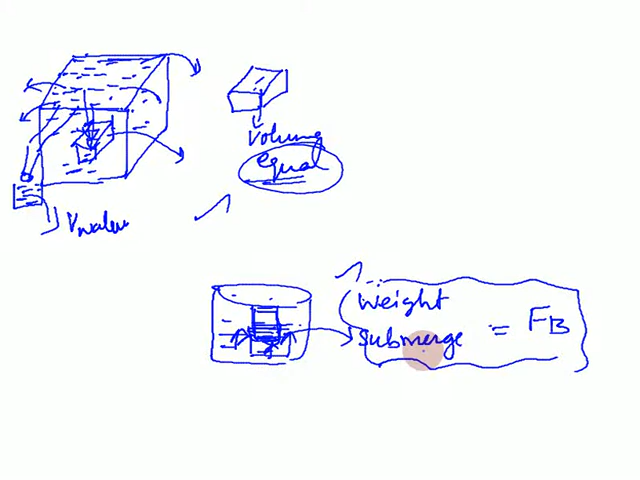 Volume
equal
Vwater
weight
submerge = FB